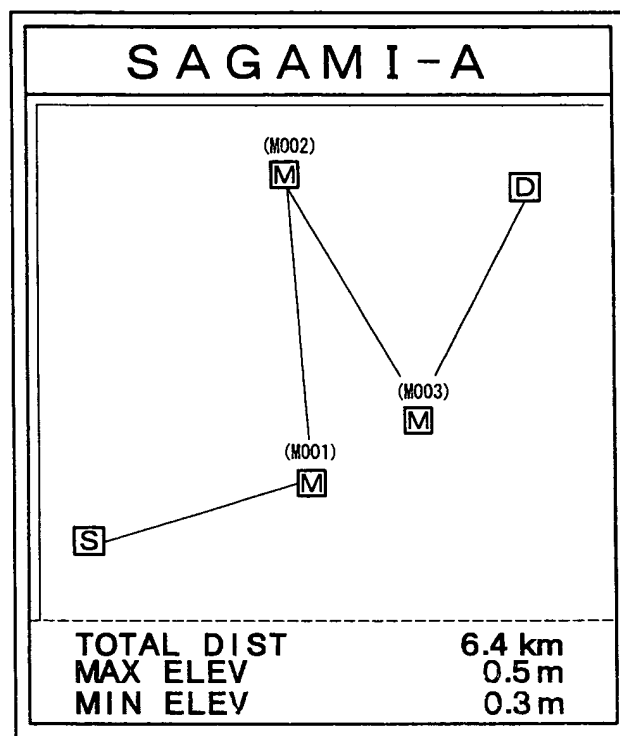 SAGAMI-A
(M002)
M
D
(M003)
M
(M001)
M
S
TOTAL DIST 6.4 km
MAX ELEV 0.5 m
MIN ELEV 0.3 m